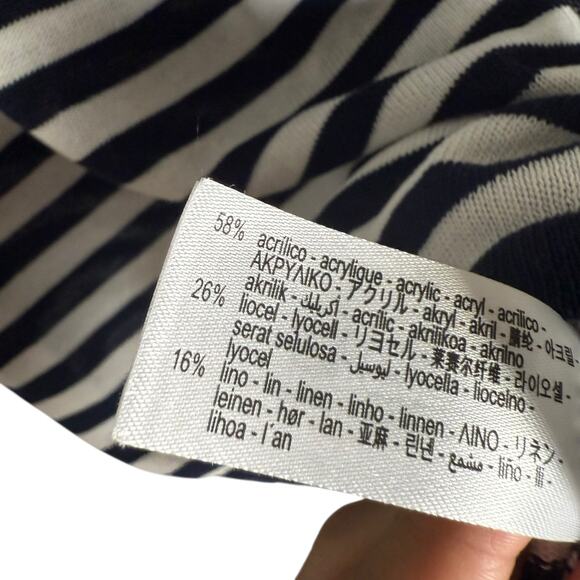 58% acrílico - acrylique - acrylic - acryl - acrilico -
ΑΚΡΥΛΙΚΟ - アクリル - akryl - akril - 腈纶 - 아크릴 -
akrilik - أكريليك - acrilic - akrilikoa - akrilno
26% liocel - lyocell - リヨセル - 莱赛尔纤维 - 라이오셀 -
serat selulosa - ليوسيل - lyocella - liocelno -
lyocel
16% lino - lin - linen - linho - linnen - ΛΙΝΟ - リネン -
leinen - hør - lan - 亚麻 - 린넨 - مشمع - liño - lli -
lihoa - l'an